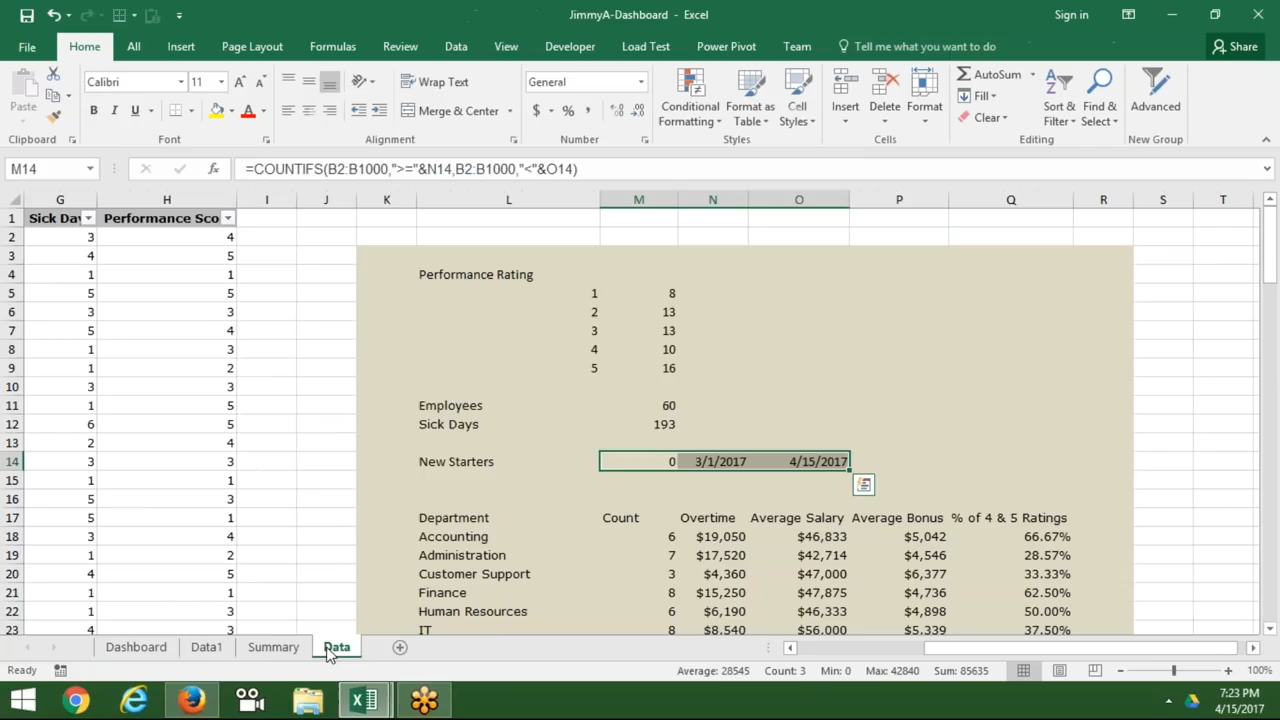 JimmyA-Dashboard - Excel
Sign in
File Home All Insert Page Layout Formulas Review Data View Developer Load Test Power Pivot Team Tell me what you want to do Share
Paste
Clipboard
Calibri 11
B I U
Font
Wrap Text
Merge & Center
Alignment
General
$ % ,
Number
Conditional Formatting
Format as Table
Cell Styles
Styles
Insert Delete Format
Cells
AutoSum
Fill
Clear
Sort & Filter
Find & Select
Editing
Advanced
New Group
M14 fx =COUNTIFS(B2:B1000,">="&N14,B2:B1000,"<"&O14)
G H I J K L M N O P Q R S T
1 Sick Day Performance Sco
2 3 4
3 4 5
4 1 1 Performance Rating
5 5 5 1 8
6 3 3 2 13
7 5 4 3 13
8 1 3 4 10
9 1 2 5 16
10 3 3
11 1 5 Employees 60
12 6 5 Sick Days 193
13 2 4
14 3 3 New Starters 0 3/1/2017 4/15/2017
15 1 1
16 5 3
17 5 1 Department Count Overtime Average Salary Average Bonus % of 4 & 5 Ratings
18 3 4 Accounting 6 $19,050 $46,833 $5,042 66.67%
19 1 2 Administration 7 $17,520 $42,714 $4,546 28.57%
20 4 5 Customer Support 3 $4,360 $47,000 $6,377 33.33%
21 1 1 Finance 8 $15,250 $47,875 $4,736 62.50%
22 1 3 Human Resources 6 $6,190 $46,333 $4,898 50.00%
23 4 3 IT 8 $8,540 $56,000 $5,339 37.50%
Dashboard Data1 Summary Data
Ready Average: 28545 Count: 3 Min: 0 Max: 42840 Sum: 85635 100%
7:23 PM
4/15/2017